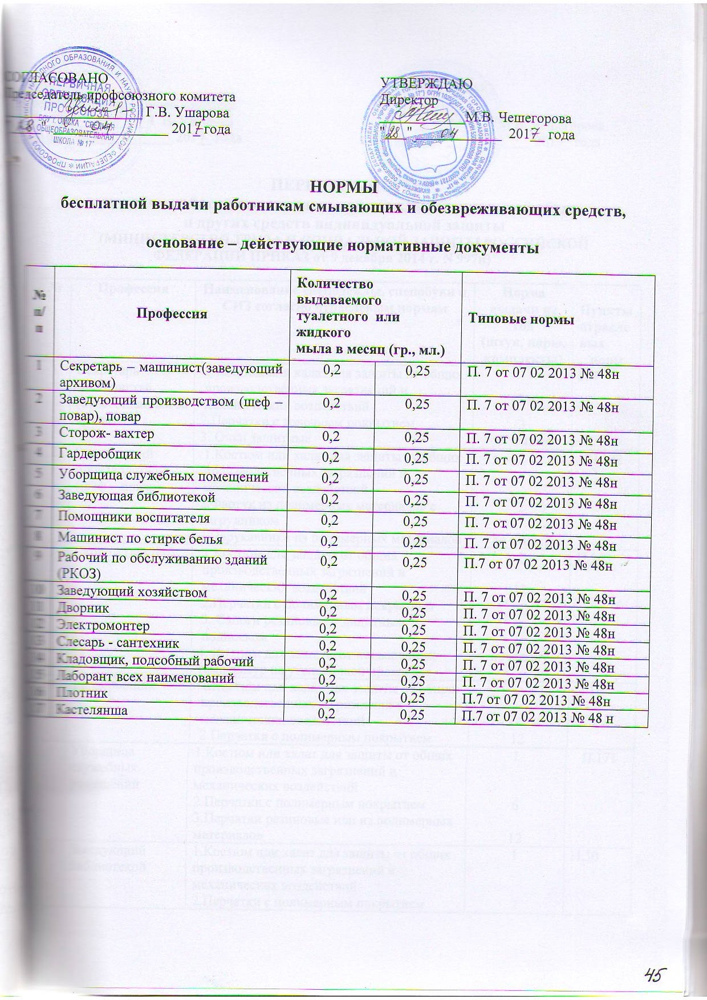 СОГЛАСОВАНО
Председатель профсоюзного комитета
Г.В. Ушарова
"28" 04 2017 года
ПЕРВИЧНАЯ
ОРГАНИЗАЦИЯ
ПРОФСОЮЗА
БОУ г. ОМСКА "СРЕДНЯЯ
ОБЩЕОБРАЗОВАТЕЛЬНАЯ
ШКОЛА № 17"
УТВЕРЖДАЮ
Директор
М.В. Чешегорова
"28" 04 2017 года
НОРМЫ
бесплатной выдачи работникам смывающих и обезвреживающих средств,
основание – действующие нормативные документы
№ п/п Профессия Количество выдаваемого туалетного или жидкого мыла в месяц (гр., мл.) Типовые нормы
1 Секретарь – машинист(заведующий архивом) 0,2 0,25 П. 7 от 07 02 2013 № 48н
2 Заведующий производством (шеф – повар), повар 0,2 0,25 П. 7 от 07 02 2013 № 48н
3 Сторож- вахтер 0,2 0,25 П. 7 от 07 02 2013 № 48н
4 Гардеробщик 0,2 0,25 П. 7 от 07 02 2013 № 48н
5 Уборщица служебных помещений 0,2 0,25 П. 7 от 07 02 2013 № 48н
6 Заведующая библиотекой 0,2 0,25 П. 7 от 07 02 2013 № 48н
7 Помощники воспитателя 0,2 0,25 П. 7 от 07 02 2013 № 48н
8 Машинист по стирке белья 0,2 0,25 П. 7 от 07 02 2013 № 48н
9 Рабочий по обслуживанию зданий (РКОЗ) 0,2 0,25 П.7 от 07 02 2013 № 48н
10 Заведующий хозяйством 0,2 0,25 П. 7 от 07 02 2013 № 48н
11 Дворник 0,2 0,25 П. 7 от 07 02 2013 № 48н
12 Электромонтер 0,2 0,25 П. 7 от 07 02 2013 № 48н
13 Слесарь - сантехник 0,2 0,25 П. 7 от 07 02 2013 № 48н
14 Кладовщик, подсобный рабочий 0,2 0,25 П. 7 от 07 02 2013 № 48н
15 Лаборант всех наименований 0,2 0,25 П. 7 от 07 02 2013 № 48н
16 Плотник 0,2 0,25 П.7 от 07 02 2013 № 48н
17 Кастелянша 0,2 0,25 П.7 от 07 02 2013 № 48 н
45